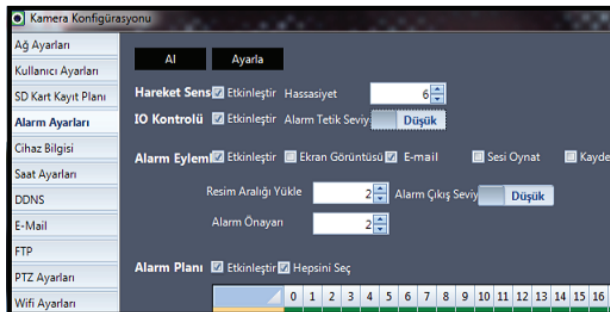 Kamera Konfigürasyonu
Ağ Ayarları
Kullanıcı Ayarları
SD Kart Kayıt Planı
Alarm Ayarları
Cihaz Bilgisi
Saat Ayarları
DDNS
E-Mail
FTP
PTZ Ayarları
Wifi Ayarları
Al Ayarla
Hareket Sens Etkinleştir Hassasiyet 6
IO Kontrolü Etkinleştir Alarm Tetik Seviy Düşük
Alarm Eylem Etkinleştir Ekran Görüntüsü E-mail Sesi Oynat Kayde
Resim Aralığı Yükle 2 Alarm Çıkış Seviy Düşük
Alarm Önayarı 2
Alarm Planı Etkinleştir Hepsini Seç
0 1 2 3 4 5 6 7 8 9 10 11 12 13 14 15 16